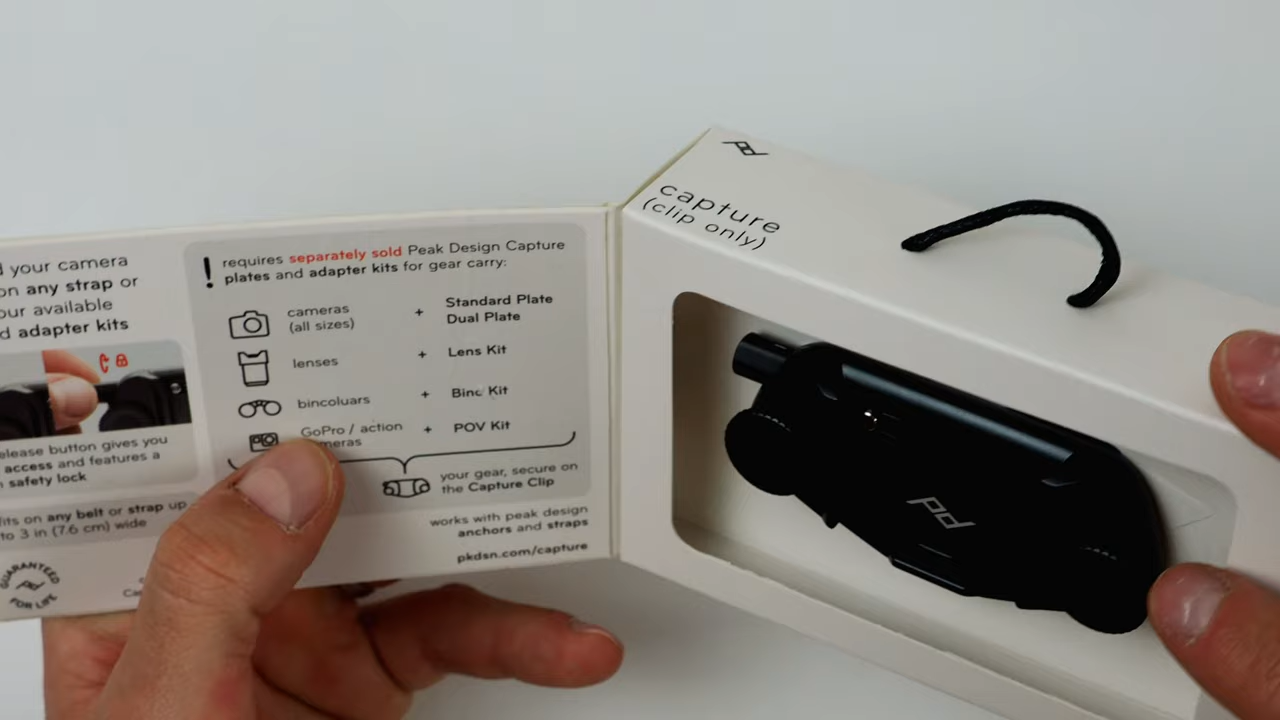 your camera
on any strap or
our available
adapter kits
release button gives you
access and features a
safety lock
fits on any belt or strap up
to 3 in (7.6 cm) wide
GUARANTEED
FOR LIFE
! requires separately sold Peak Design Capture
plates and adapter kits for gear carry:
cameras
(all sizes)
+
Standard Plate
Dual Plate
lenses + Lens Kit
bincoluars + Bino Kit
GoPro / action + POV Kit
meras
your gear, secure on
the Capture Clip
works with peak design
anchors and straps
pkdsn.com/capture
pd
capture
(clip only)
pd